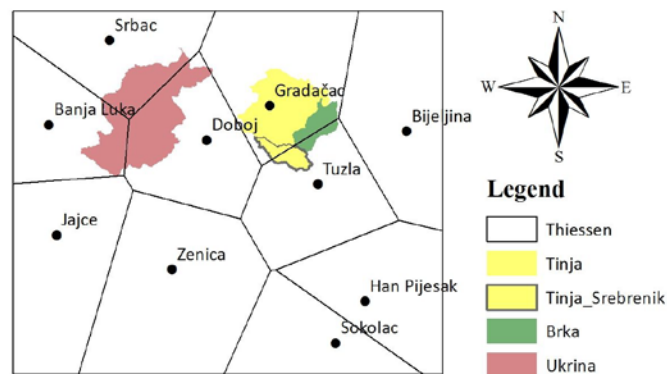 Srbac
Gradačac
Banja Luka
Doboj
Bijeljina
Tuzla
Jajce
Zenica
Han Pijesak
Sokolac
N
W
E
S
Legend
Thiessen
Tinja
Tinja_Srebrenik
Brka
Ukrina